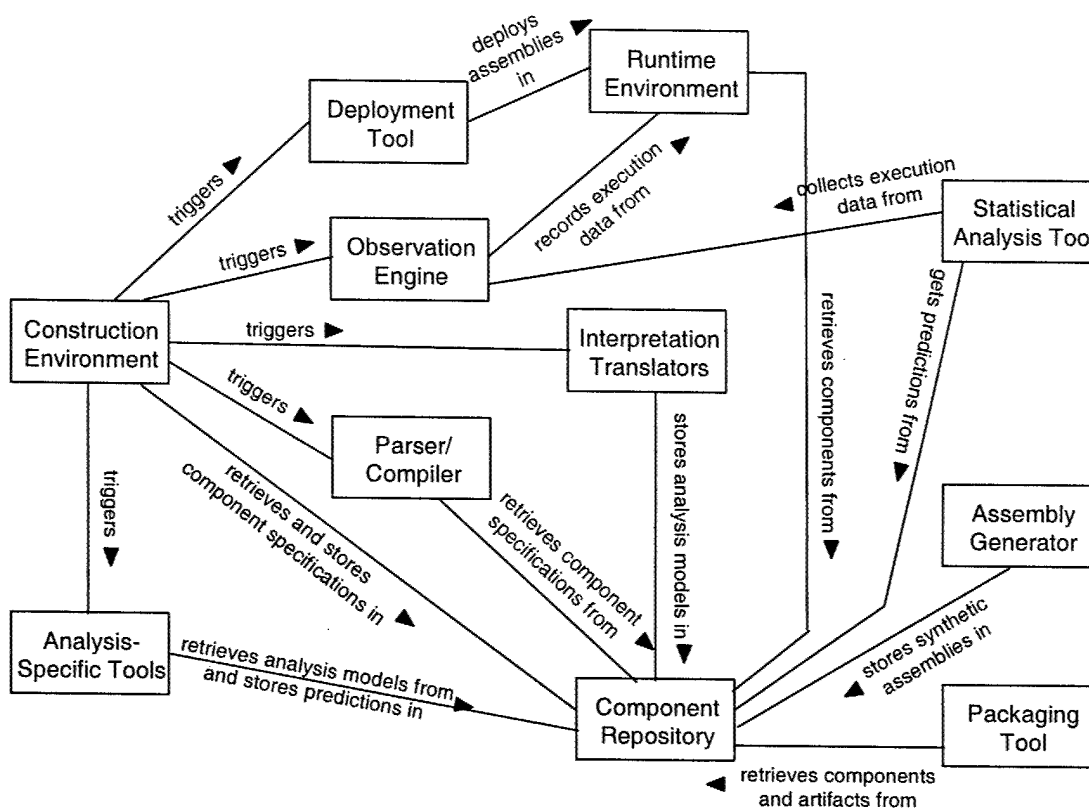 deploys
assemblies
in
Runtime
Environment
Deployment
Tool
triggers
records execution
data from
collects execution
data from
Statistical
Analysis Tool
triggers
Observation
Engine
Construction
Environment
triggers
Interpretation
Translators
retrieves components from
gets predictions from
triggers
Parser/
Compiler
stores analysis models in
triggers
retrieves and stores
component specifications in
retrieves component
specifications from
Assembly
Generator
Analysis-
Specific Tools
retrieves analysis models from
and stores predictions in
stores synthetic
assemblies in
Component
Repository
Packaging
Tool
retrieves components
and artifacts from